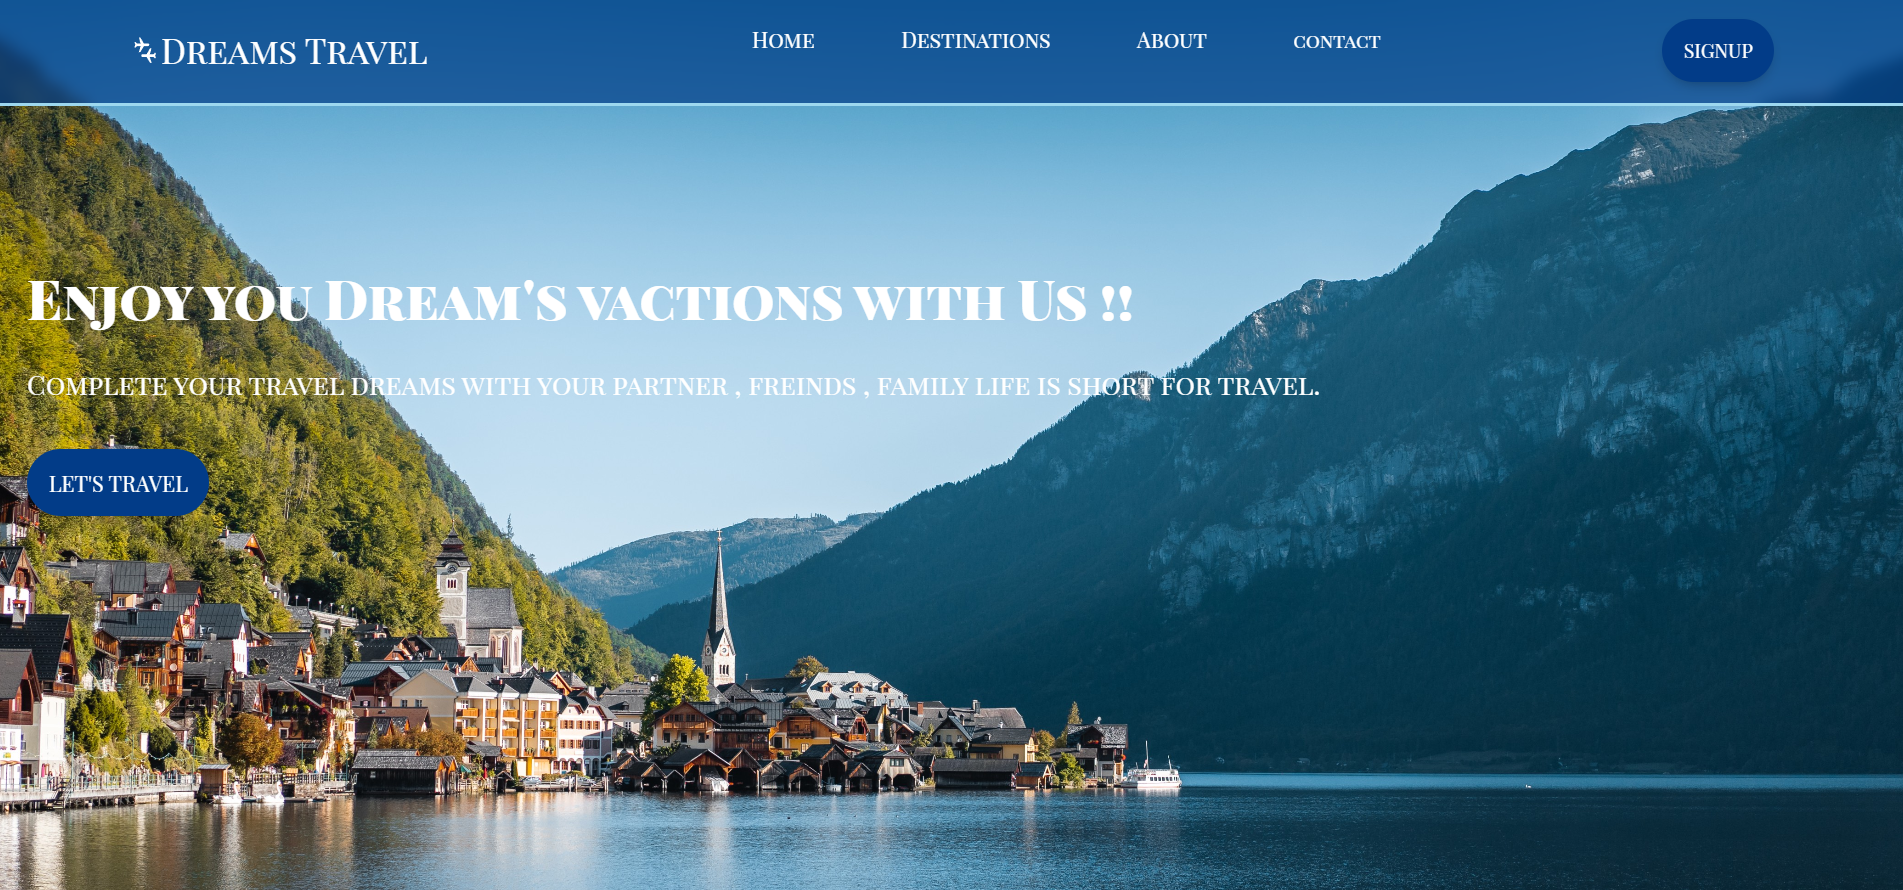 Dreams Travel
Home
Destinations
About
contact
SIGNUP
Enjoy you Dream's vactions with Us !!
Complete your travel dreams with your partner , freinds , family life is short for travel.
LET'S TRAVEL